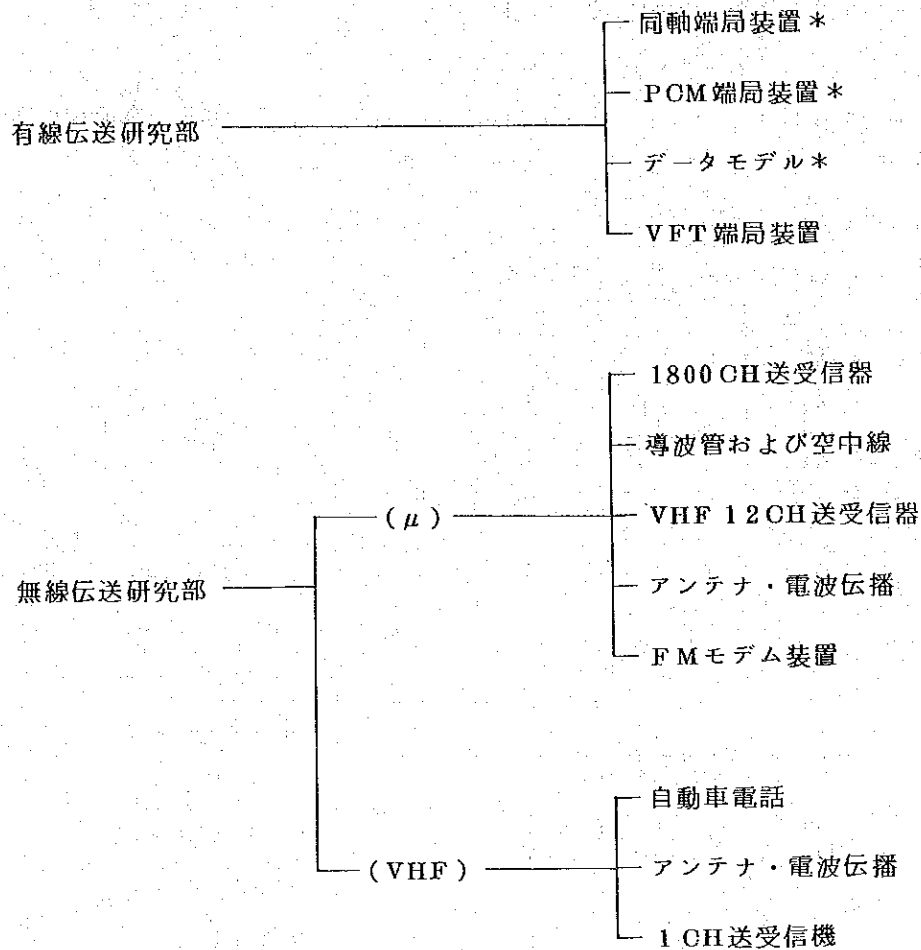 有線伝送研究部
同軸端局装置*
PCM端局装置*
データモデル*
VFT端局装置
無線伝送研究部
(μ)
1800CH送受信器
導波管および空中線
VHF 12CH送受信器
アンテナ・電波伝播
FMモデム装置
(VHF)
自動車電話
アンテナ・電波伝播
1CH送受信機